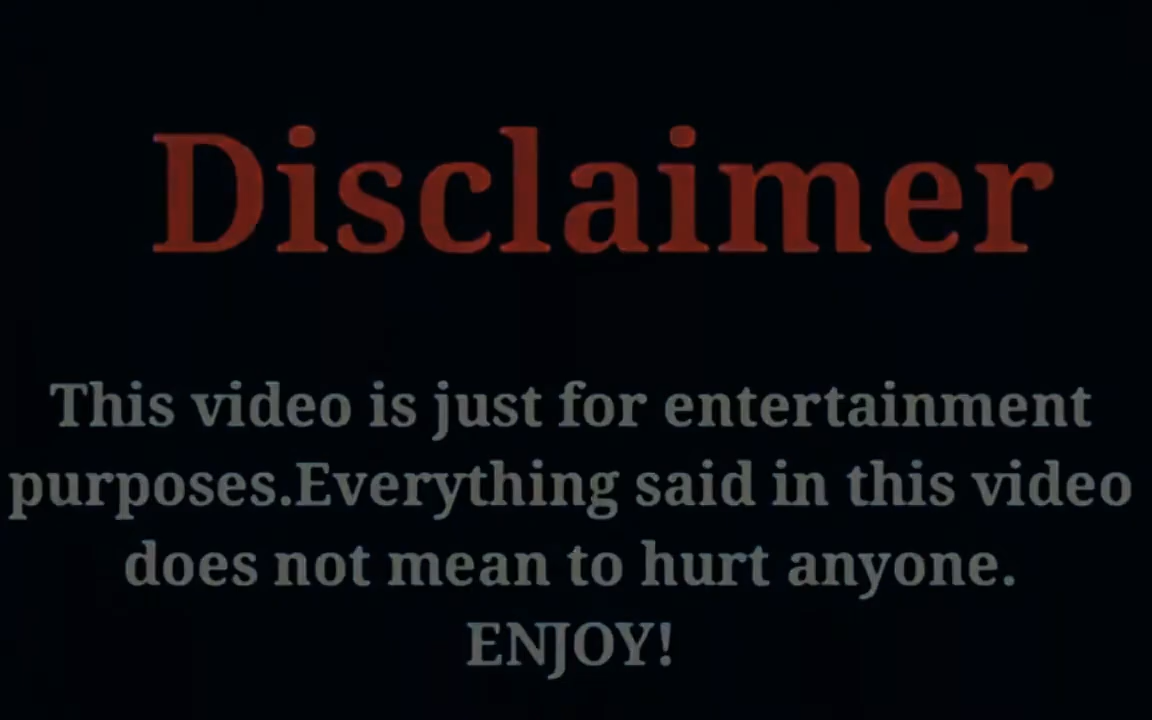 Disclaimer
This video is just for entertainment
purposes.Everything said in this video
does not mean to hurt anyone.
ENJOY!